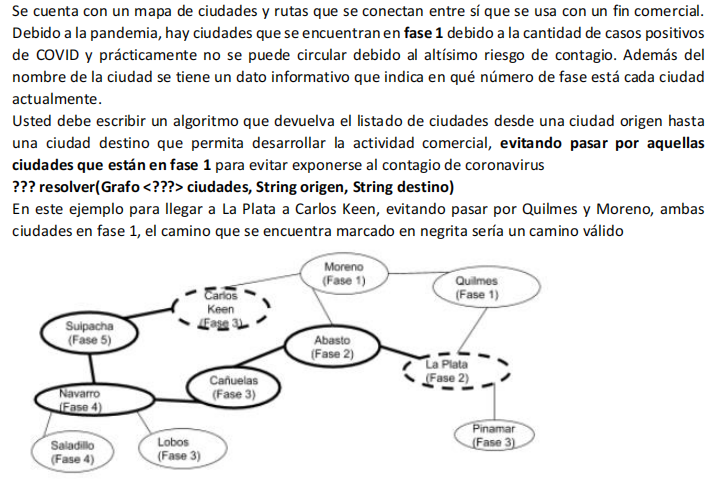 Se cuenta con un mapa de ciudades y rutas que se conectan entre sí que se usa con un fin comercial.
Debido a la pandemia, hay ciudades que se encuentran en fase 1 debido a la cantidad de casos positivos
de COVID y prácticamente no se puede circular debido al altísimo riesgo de contagio. Además del
nombre de la ciudad se tiene un dato informativo que indica en qué número de fase está cada ciudad
actualmente.
Usted debe escribir un algoritmo que devuelva el listado de ciudades desde una ciudad origen hasta
una ciudad destino que permita desarrollar la actividad comercial, evitando pasar por aquellas
ciudades que están en fase 1 para evitar exponerse al contagio de coronavirus
??? resolver(Grafo <???> ciudades, String origen, String destino)
En este ejemplo para llegar a La Plata a Carlos Keen, evitando pasar por Quilmes y Moreno, ambas
ciudades en fase 1, el camino que se encuentra marcado en negrita sería un camino válido
Moreno
(Fase 1)
Quilmes
(Fase 1)
Carlos
Keen
(Fase 3)
Suipacha
(Fase 5)
Abasto
(Fase 2)
La Plata
(Fase 2)
Cañuelas
(Fase 3)
Navarro
(Fase 4)
Pinamar
(Fase 3)
Saladillo
(Fase 4)
Lobos
(Fase 3)